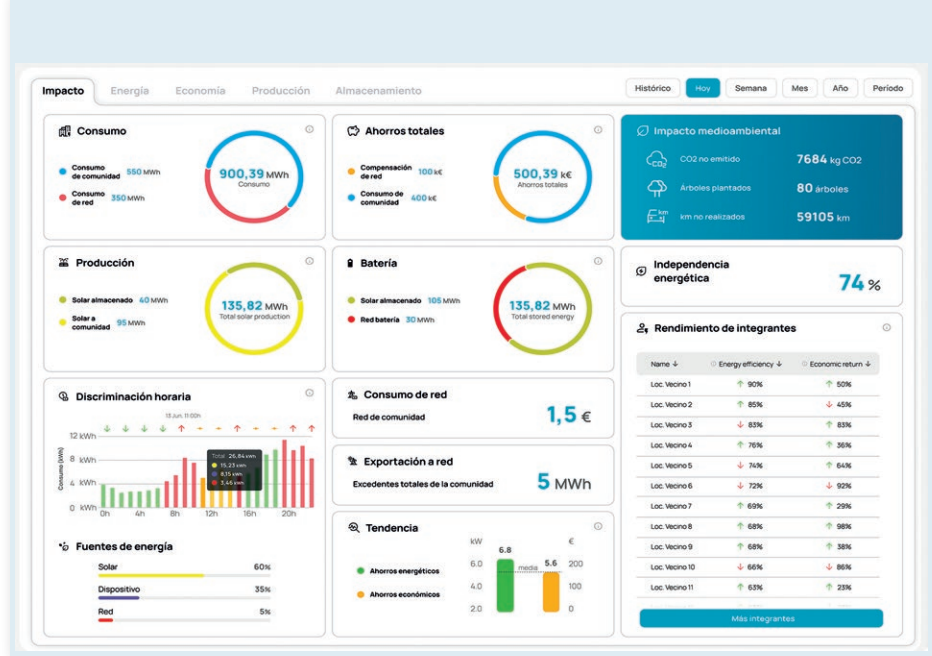 Impacto
Energía
Economía
Producción
Almacenamiento
Histórico
Hoy
Semana
Mes
Año
Período
Consumo
Consumo
de comunidad 550 MWh
Consumo
de red 350 MWh
900,39 MWh
Consumo
Ahorros totales
Compensación
de red 100 k€
Consumo de
comunidad 400 k€
500,39 k€
Ahorros totales
Impacto medioambiental
CO2
CO2 no emitido 7684 kg CO2
Árboles plantados 80 árboles
km
km no realizados 59105 km
Producción
Solar almacenado 40 MWh
Solar a
comunidad 95 MWh
135,82 MWh
Total solar production
Batería
Solar almacenado 105 MWh
Red batería 30 MWh
135,82 MWh
Total stored energy
Independencia
energética
74 %
Discriminación horaria
13 Jun. 11:00h
Consumo (kWh)
12 kWh
8 kWh
4 kWh
0 kWh
0h 4h 8h 12h 16h 20h
Total 26,84 kWh
15,23 kWh
8,15 kWh
3,46 kWh
Fuentes de energía
Solar 60%
Dispositivo 35%
Red 5%
Consumo de red
Red de comunidad 1,5 €
Exportación a red
Excedentes totales de la comunidad 5 MWh
Tendencia
Ahorros energéticos
Ahorros económicos
kW €
6.8
6.0 media 5.6 200
4.0 100
2.0 0
Rendimiento de integrantes
Name Energy efficiency Economic return
Loc. Vecino 1 90% 50%
Loc. Vecino 2 85% 45%
Loc. Vecino 3 83% 83%
Loc. Vecino 4 76% 36%
Loc. Vecino 5 74% 64%
Loc. Vecino 6 72% 92%
Loc. Vecino 7 69% 29%
Loc. Vecino 8 68% 98%
Loc. Vecino 9 68% 38%
Loc. Vecino 10 66% 86%
Loc. Vecino 11 63% 23%
Más integrantes